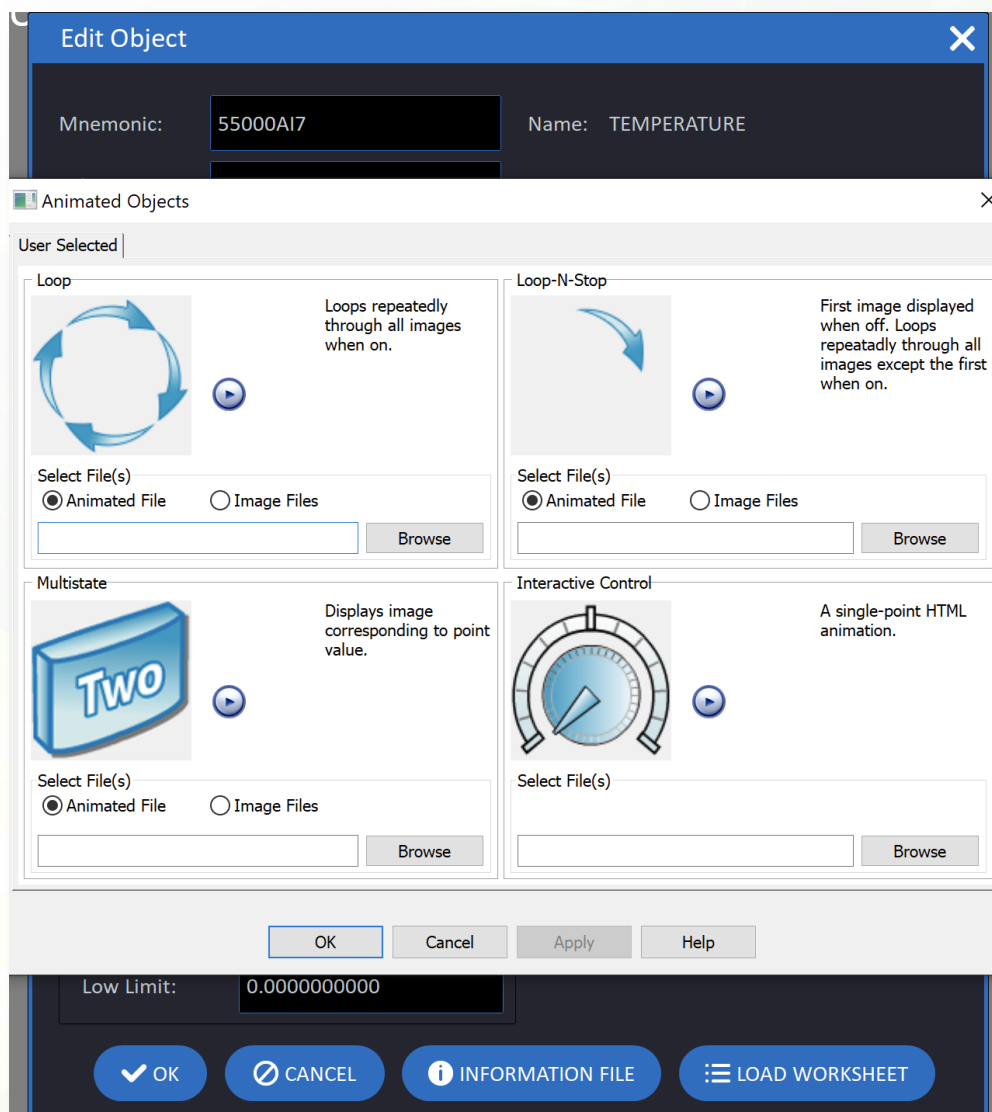 Edit Object
Mnemonic:
55000AI7
Name: TEMPERATURE
Animated Objects
User Selected
Loop
Loops repeatedly
through all images
when on.
Select File(s)
Animated File
Image Files
Browse
Loop-N-Stop
First image displayed
when off. Loops
repeatadly through all
images except the first
when on.
Select File(s)
Animated File
Image Files
Browse
Multistate
TWO
Displays image
corresponding to point
value.
Select File(s)
Animated File
Image Files
Browse
Interactive Control
A single-point HTML
animation.
Select File(s)
Browse
OK
Cancel
Apply
Help
Low Limit:
0.0000000000
OK
CANCEL
INFORMATION FILE
LOAD WORKSHEET